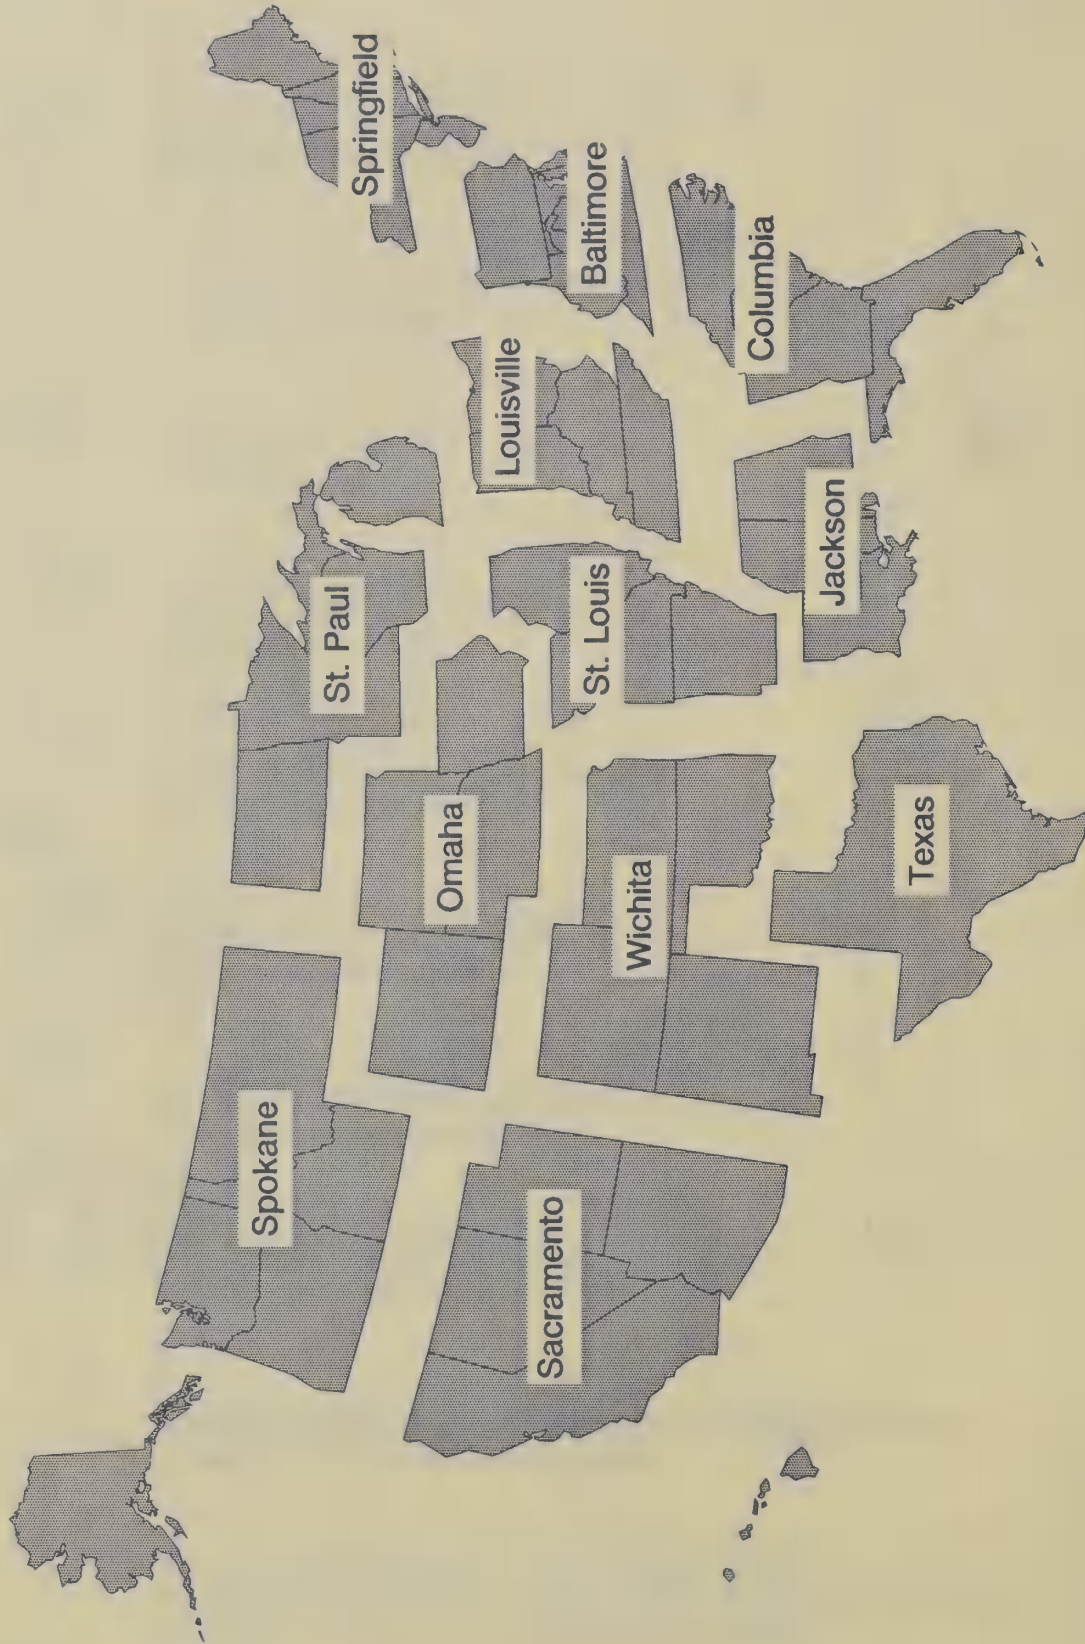 Spokane
Sacramento
Omaha
Wichita
Texas
St. Paul
St. Louis
Jackson
Louisville
Springfield
Baltimore
Columbia